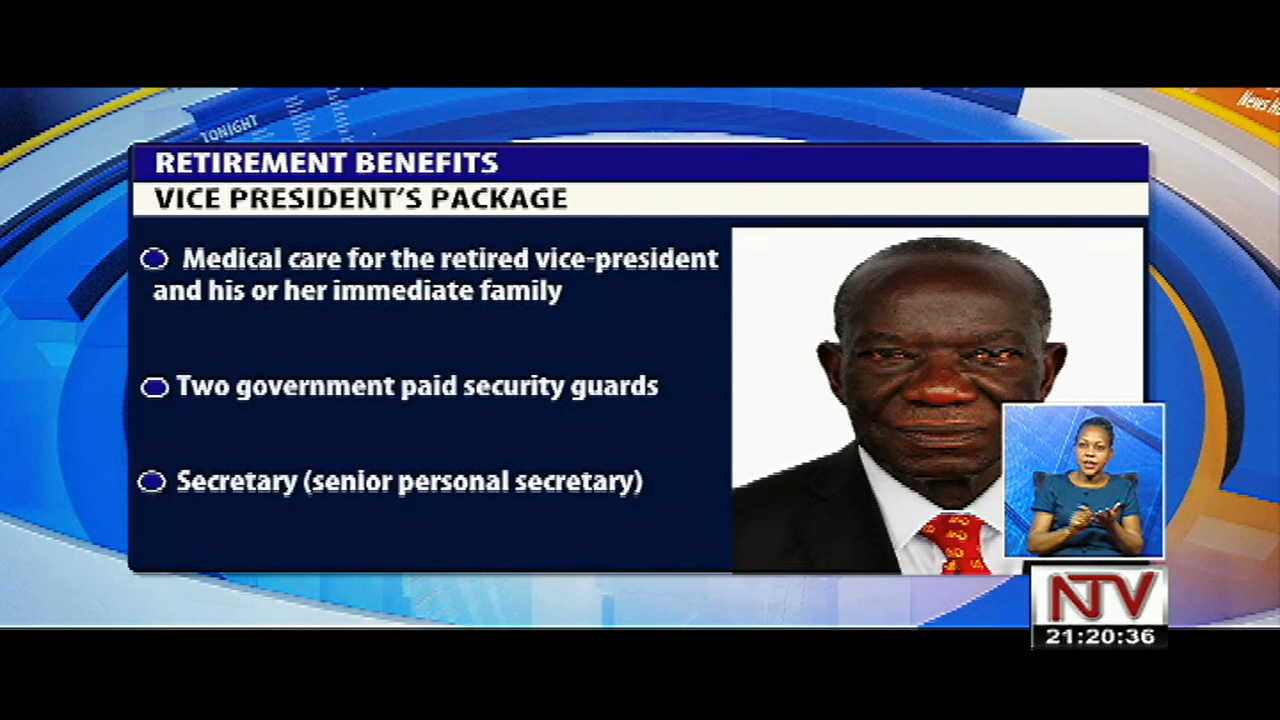 TONIGHT
RETIREMENT BENEFITS
VICE PRESIDENT'S PACKAGE
Medical care for the retired vice-president
and his or her immediate family
Two government paid security guards
Secretary (senior personal secretary)
News
NTV
21:20:36